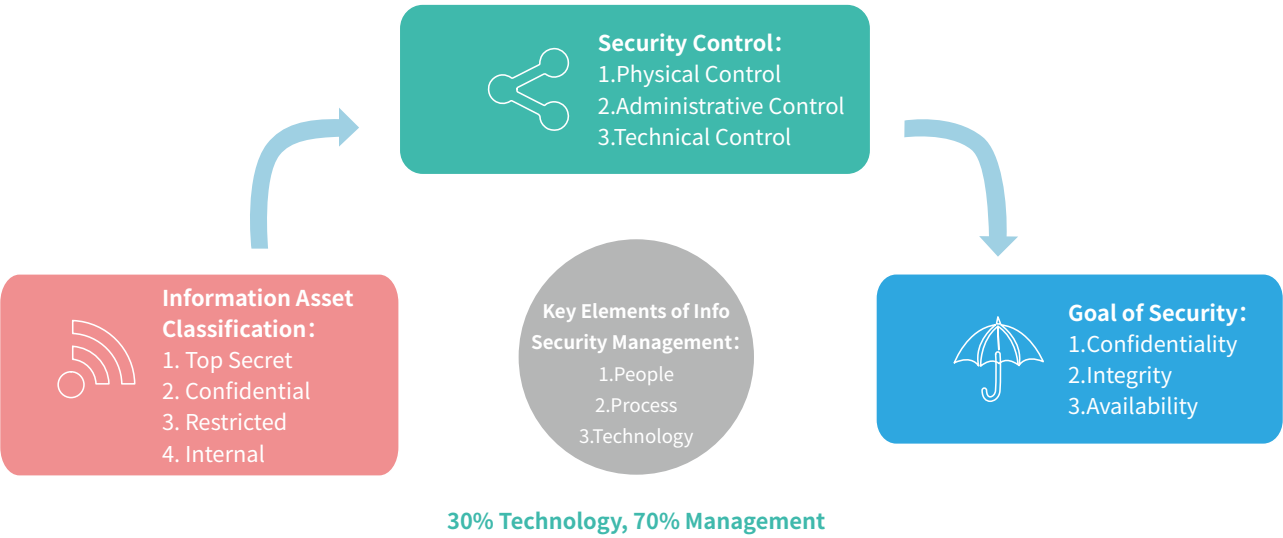 Security Control：
1.Physical Control
2.Administrative Control
3.Technical Control
Information Asset
Classification：
1. Top Secret
2. Confidential
3. Restricted
4. Internal
Key Elements of Info
Security Management：
1.People
2.Process
3.Technology
Goal of Security：
1.Confidentiality
2.Integrity
3.Availability
30% Technology, 70% Management